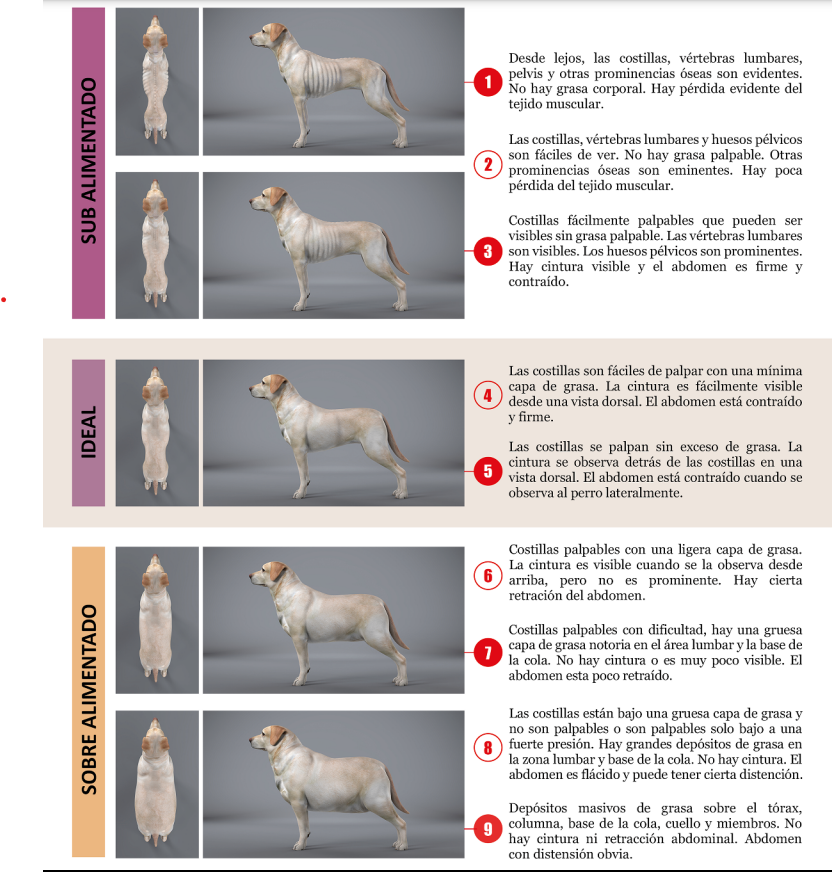 SUB ALIMENTADO
1
Desde lejos, las costillas, vértebras lumbares,
pelvis y otras prominencias óseas son evidentes.
No hay grasa corporal. Hay pérdida evidente del
tejido muscular.
2
Las costillas, vértebras lumbares y huesos pélvicos
son fáciles de ver. No hay grasa palpable. Otras
prominencias óseas son eminentes. Hay poca
pérdida del tejido muscular.
3
Costillas fácilmente palpables que pueden ser
visibles sin grasa palpable. Las vértebras lumbares
son visibles. Los huesos pélvicos son prominentes.
Hay cintura visible y el abdomen es firme y
contraído.
IDEAL
4
Las costillas son fáciles de palpar con una mínima
capa de grasa. La cintura es fácilmente visible
desde una vista dorsal. El abdomen está contraído
y firme.
5
Las costillas se palpan sin exceso de grasa. La
cintura se observa detrás de las costillas en una
vista dorsal. El abdomen está contraído cuando se
observa al perro lateralmente.
SOBRE ALIMENTADO
6
Costillas palpables con una ligera capa de grasa.
La cintura es visible cuando se la observa desde
arriba, pero no es prominente. Hay cierta
retración del abdomen.
7
Costillas palpables con dificultad, hay una gruesa
capa de grasa notoria en el área lumbar y la base de
la cola. No hay cintura o es muy poco visible. El
abdomen esta poco retraído.
8
Las costillas están bajo una gruesa capa de grasa y
no son palpables o son palpables solo bajo a una
fuerte presión. Hay grandes depósitos de grasa en
la zona lumbar y base de la cola. No hay cintura. El
abdomen es flácido y puede tener cierta distención.
9
Depósitos masivos de grasa sobre el tórax,
columna, base de la cola, cuello y miembros. No
hay cintura ni retracción abdominal. Abdomen
con distensión obvia.